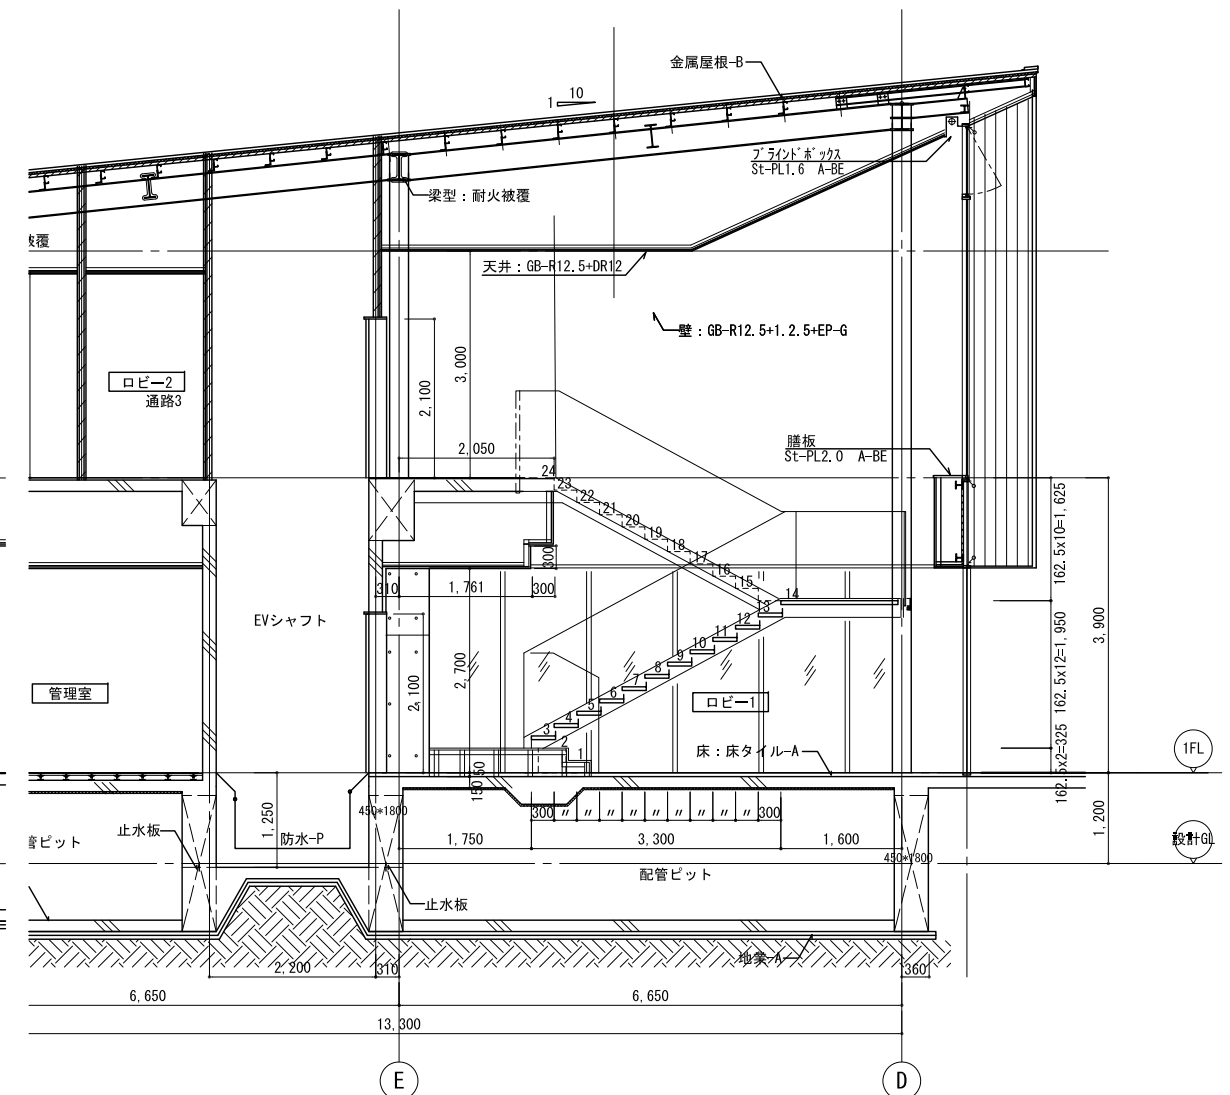 金属屋根-B
10
1
ﾌﾞﾗｲﾝﾄﾞﾎﾞｯｸｽ
St-PL1.6 A-BE
梁型：耐火被覆
被覆
天井：GB-R12.5+DR12
壁：GB-R12.5+1.2.5+EP-G
3,000
2,100
ロビー2
通路3
2,050
膳板
St-PL2.0 A-BE
24
23
22
21
20
19
18
17
16
15
14
13
12
11
10
9
8
7
6
5
4
3
2
1
300
310
1,761
300
162.5x10=1,625
162.5x12=1,950
162.5x2=325
3,900
EVシャフト
2,700
2,100
管理室
ロビー1
床：床タイル-A
1FL
150
50
1,250
450*1800
300
〃
〃
〃
〃
〃
〃
〃
〃
〃
300
1,200
止水板
防水-P
1,750
3,300
1,600
設計GL
管ピット
450*1800
配管ピット
止水板
地業-A
2,200
310
360
6,650
6,650
13,300
E
D